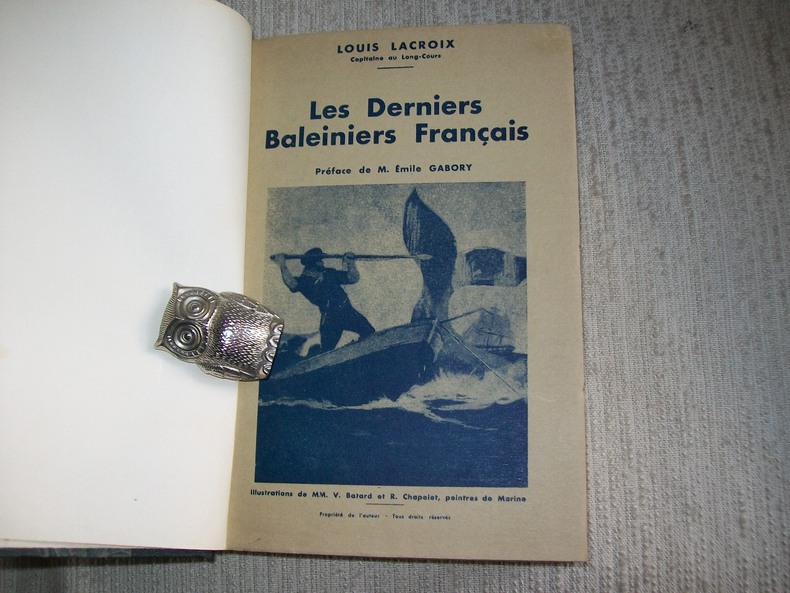 LOUIS LACROIX
Capitaine au Long-Cours
Les Derniers
Baleiniers Français
Préface de M. Émile GABORY
Illustrations de MM. V. Batard et R. Chapelet, peintres de Marine
Propriété de l'auteur - Tous droits réservés